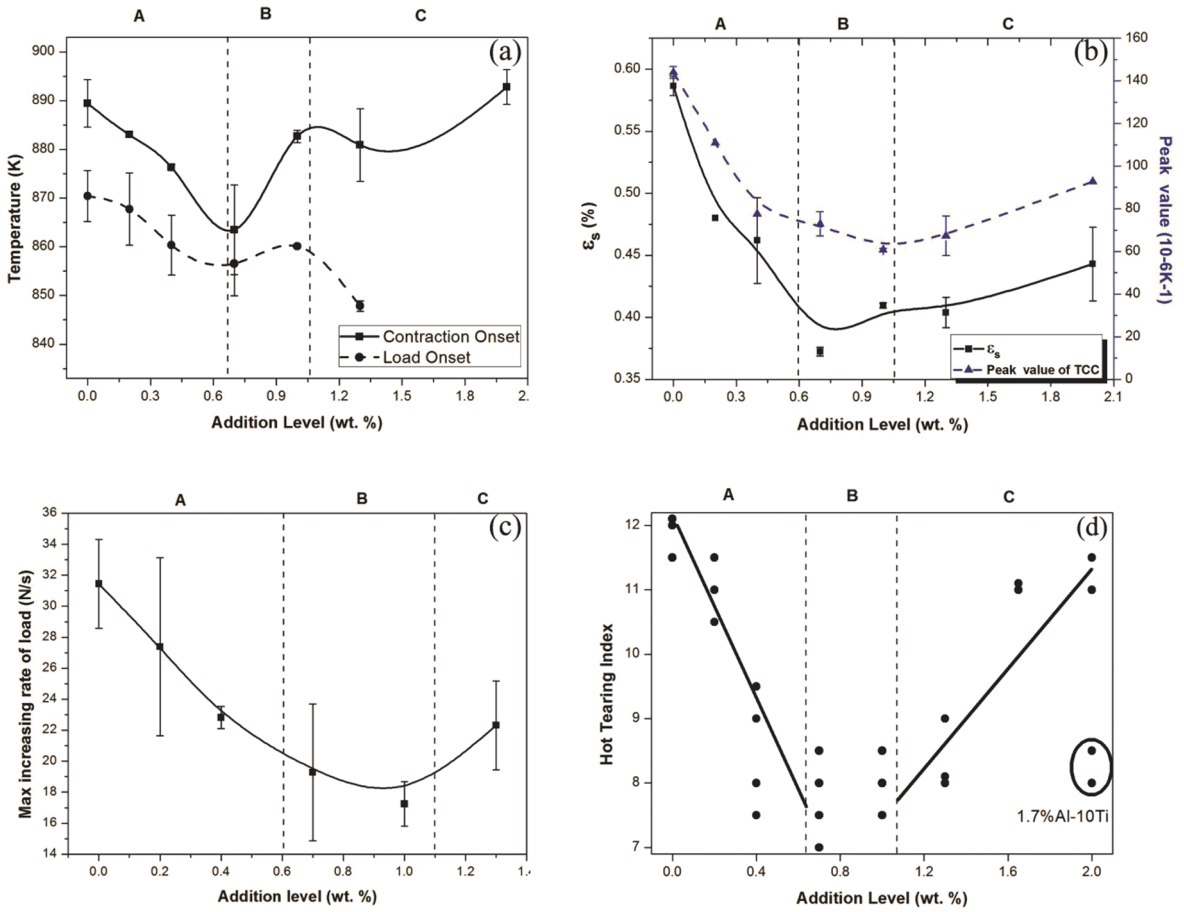 A B C
(a)
900
890
880
870
860
850
840
Temperature (K)
Contraction Onset
Load Onset
0.0 0.3 0.6 0.9 1.2 1.5 1.8 2.
Addition Level (wt. %)
A B C
(b)
0.60
0.55
0.50
0.45
0.40
0.35
εs (%)
160
140
120
100
80
60
40
20
0
Peak value (10-6K-1)
εs
Peak value of TCC
0.0 0.3 0.6 0.9 1.2 1.5 1.8 2.1
Addition Level (wt. %)
A B C
(c)
36
34
32
30
28
26
24
22
20
18
16
14
Max increasing rate of load (N/s)
0.0 0.2 0.4 0.6 0.8 1.0 1.2 1.4
Addition level (wt. %)
A B C
(d)
12
11
10
9
8
7
Hot Tearing Index
1.7%Al-10Ti
0.0 0.4 0.8 1.2 1.6 2.0
Addition Level (wt. %)